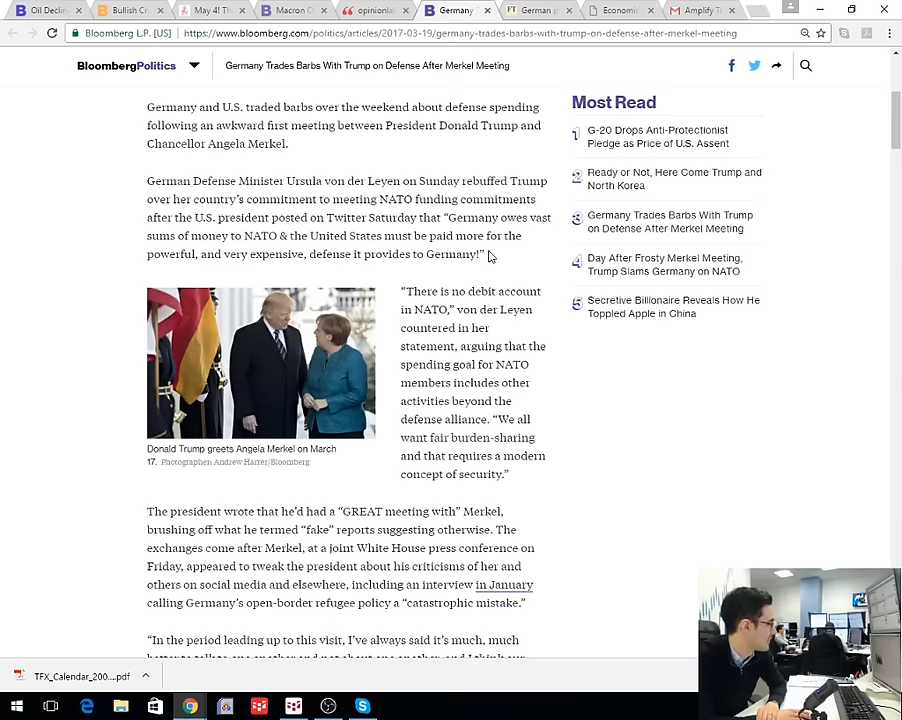 Oil Declin
Bullish Cru
May 4! The
Macron O
opinionla
Germany T
German p
Economic
Amplify T
Bloomberg L.P. [US]
https://www.bloomberg.com/politics/articles/2017-03-19/germany-trades-barbs-with-trump-on-defense-after-merkel-meeting
BloombergPolitics
Germany Trades Barbs With Trump on Defense After Merkel Meeting
Germany and U.S. traded barbs over the weekend about defense spending
following an awkward first meeting between President Donald Trump and
Chancellor Angela Merkel.
German Defense Minister Ursula von der Leyen on Sunday rebuffed Trump
over her country’s commitment to meeting NATO funding commitments
after the U.S. president posted on Twitter Saturday that “Germany owes vast
sums of money to NATO & the United States must be paid more for the
powerful, and very expensive, defense it provides to Germany!”
“There is no debit account
in NATO,” von der Leyen
countered in her
statement, arguing that the
spending goal for NATO
members includes other
activities beyond the
defense alliance. “We all
want fair burden-sharing
and that requires a modern
concept of security.”
Donald Trump greets Angela Merkel on March
17. Photographer: Andrew Harrer/Bloomberg
The president wrote that he’d had a “GREAT meeting with” Merkel,
brushing off what he termed “fake” reports suggesting otherwise. The
exchanges come after Merkel, at a joint White House press conference on
Friday, appeared to tweak the president about his criticisms of her and
others on social media and elsewhere, including an interview in January
calling Germany’s open-border refugee policy a “catastrophic mistake.”
“In the period leading up to this visit, I’ve always said it’s much, much
Most Read
1 G-20 Drops Anti-Protectionist
Pledge as Price of U.S. Assent
2 Ready or Not, Here Come Trump and
North Korea
3 Germany Trades Barbs With Trump
on Defense After Merkel Meeting
4 Day After Frosty Merkel Meeting,
Trump Slams Germany on NATO
5 Secretive Billionaire Reveals How He
Toppled Apple in China
TFX_Calendar_200....pdf